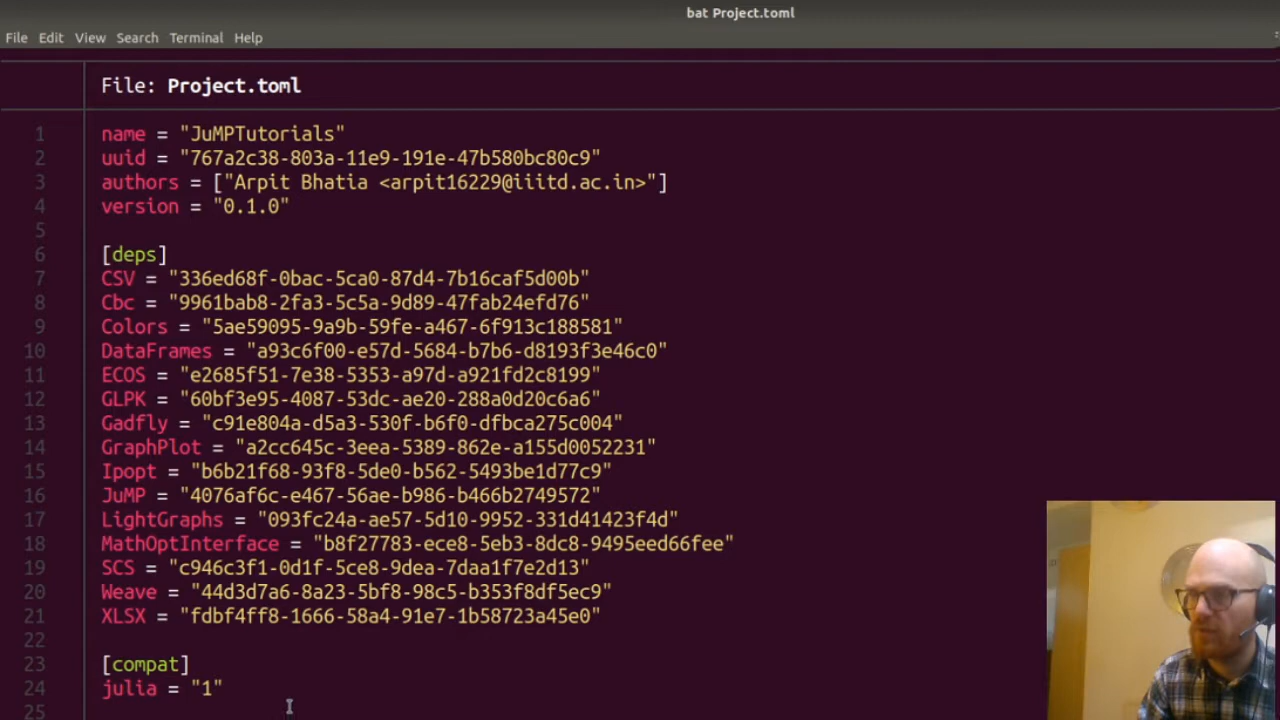 bat Project.toml
File Edit View Search Terminal Help
File: Project.toml
1 name = "JuMPTutorials"
2 uuid = "767a2c38-803a-11e9-191e-47b580bc80c9"
3 authors = ["Arpit Bhatia <arpit16229@iiitd.ac.in>"]
4 version = "0.1.0"
5
6 [deps]
7 CSV = "336ed68f-0bac-5ca0-87d4-7b16caf5d00b"
8 Cbc = "9961bab8-2fa3-5c5a-9d89-47fab24efd76"
9 Colors = "5ae59095-9a9b-59fe-a467-6f913c188581"
10 DataFrames = "a93c6f00-e57d-5684-b7b6-d8193f3e46c0"
11 ECOS = "e2685f51-7e38-5353-a97d-a921fd2c8199"
12 GLPK = "60bf3e95-4087-53dc-ae20-288a0d20c6a6"
13 Gadfly = "c91e804a-d5a3-530f-b6f0-dfbca275c004"
14 GraphPlot = "a2cc645c-3eea-5389-862e-a155d0052231"
15 Ipopt = "b6b21f68-93f8-5de0-b562-5493be1d77c9"
16 JuMP = "4076af6c-e467-56ae-b986-b466b2749572"
17 LightGraphs = "093fc24a-ae57-5d10-9952-331d41423f4d"
18 MathOptInterface = "b8f27783-ece8-5eb3-8dc8-9495eed66fee"
19 SCS = "c946c3f1-0d1f-5ce8-9dea-7daa1f7e2d13"
20 Weave = "44d3d7a6-8a23-5bf8-98c5-b353f8df5ec9"
21 XLSX = "fdbf4ff8-1666-58a4-91e7-1b58723a45e0"
22
23 [compat]
24 julia = "1"
25